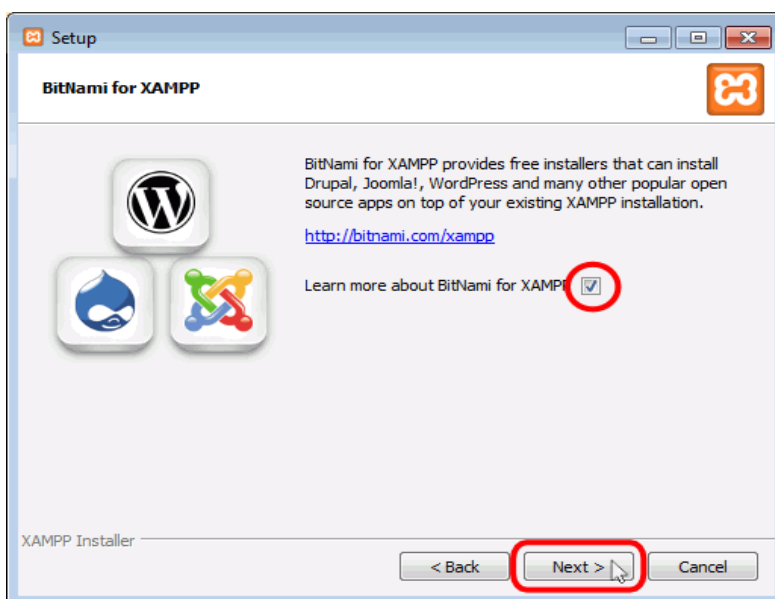 Setup
BitNami for XAMPP
BitNami for XAMPP provides free installers that can install
Drupal, Joomla!, WordPress and many other popular open
source apps on top of your existing XAMPP installation.
http://bitnami.com/xampp
Learn more about BitNami for XAMPP
XAMPP Installer
< Back Next > Cancel